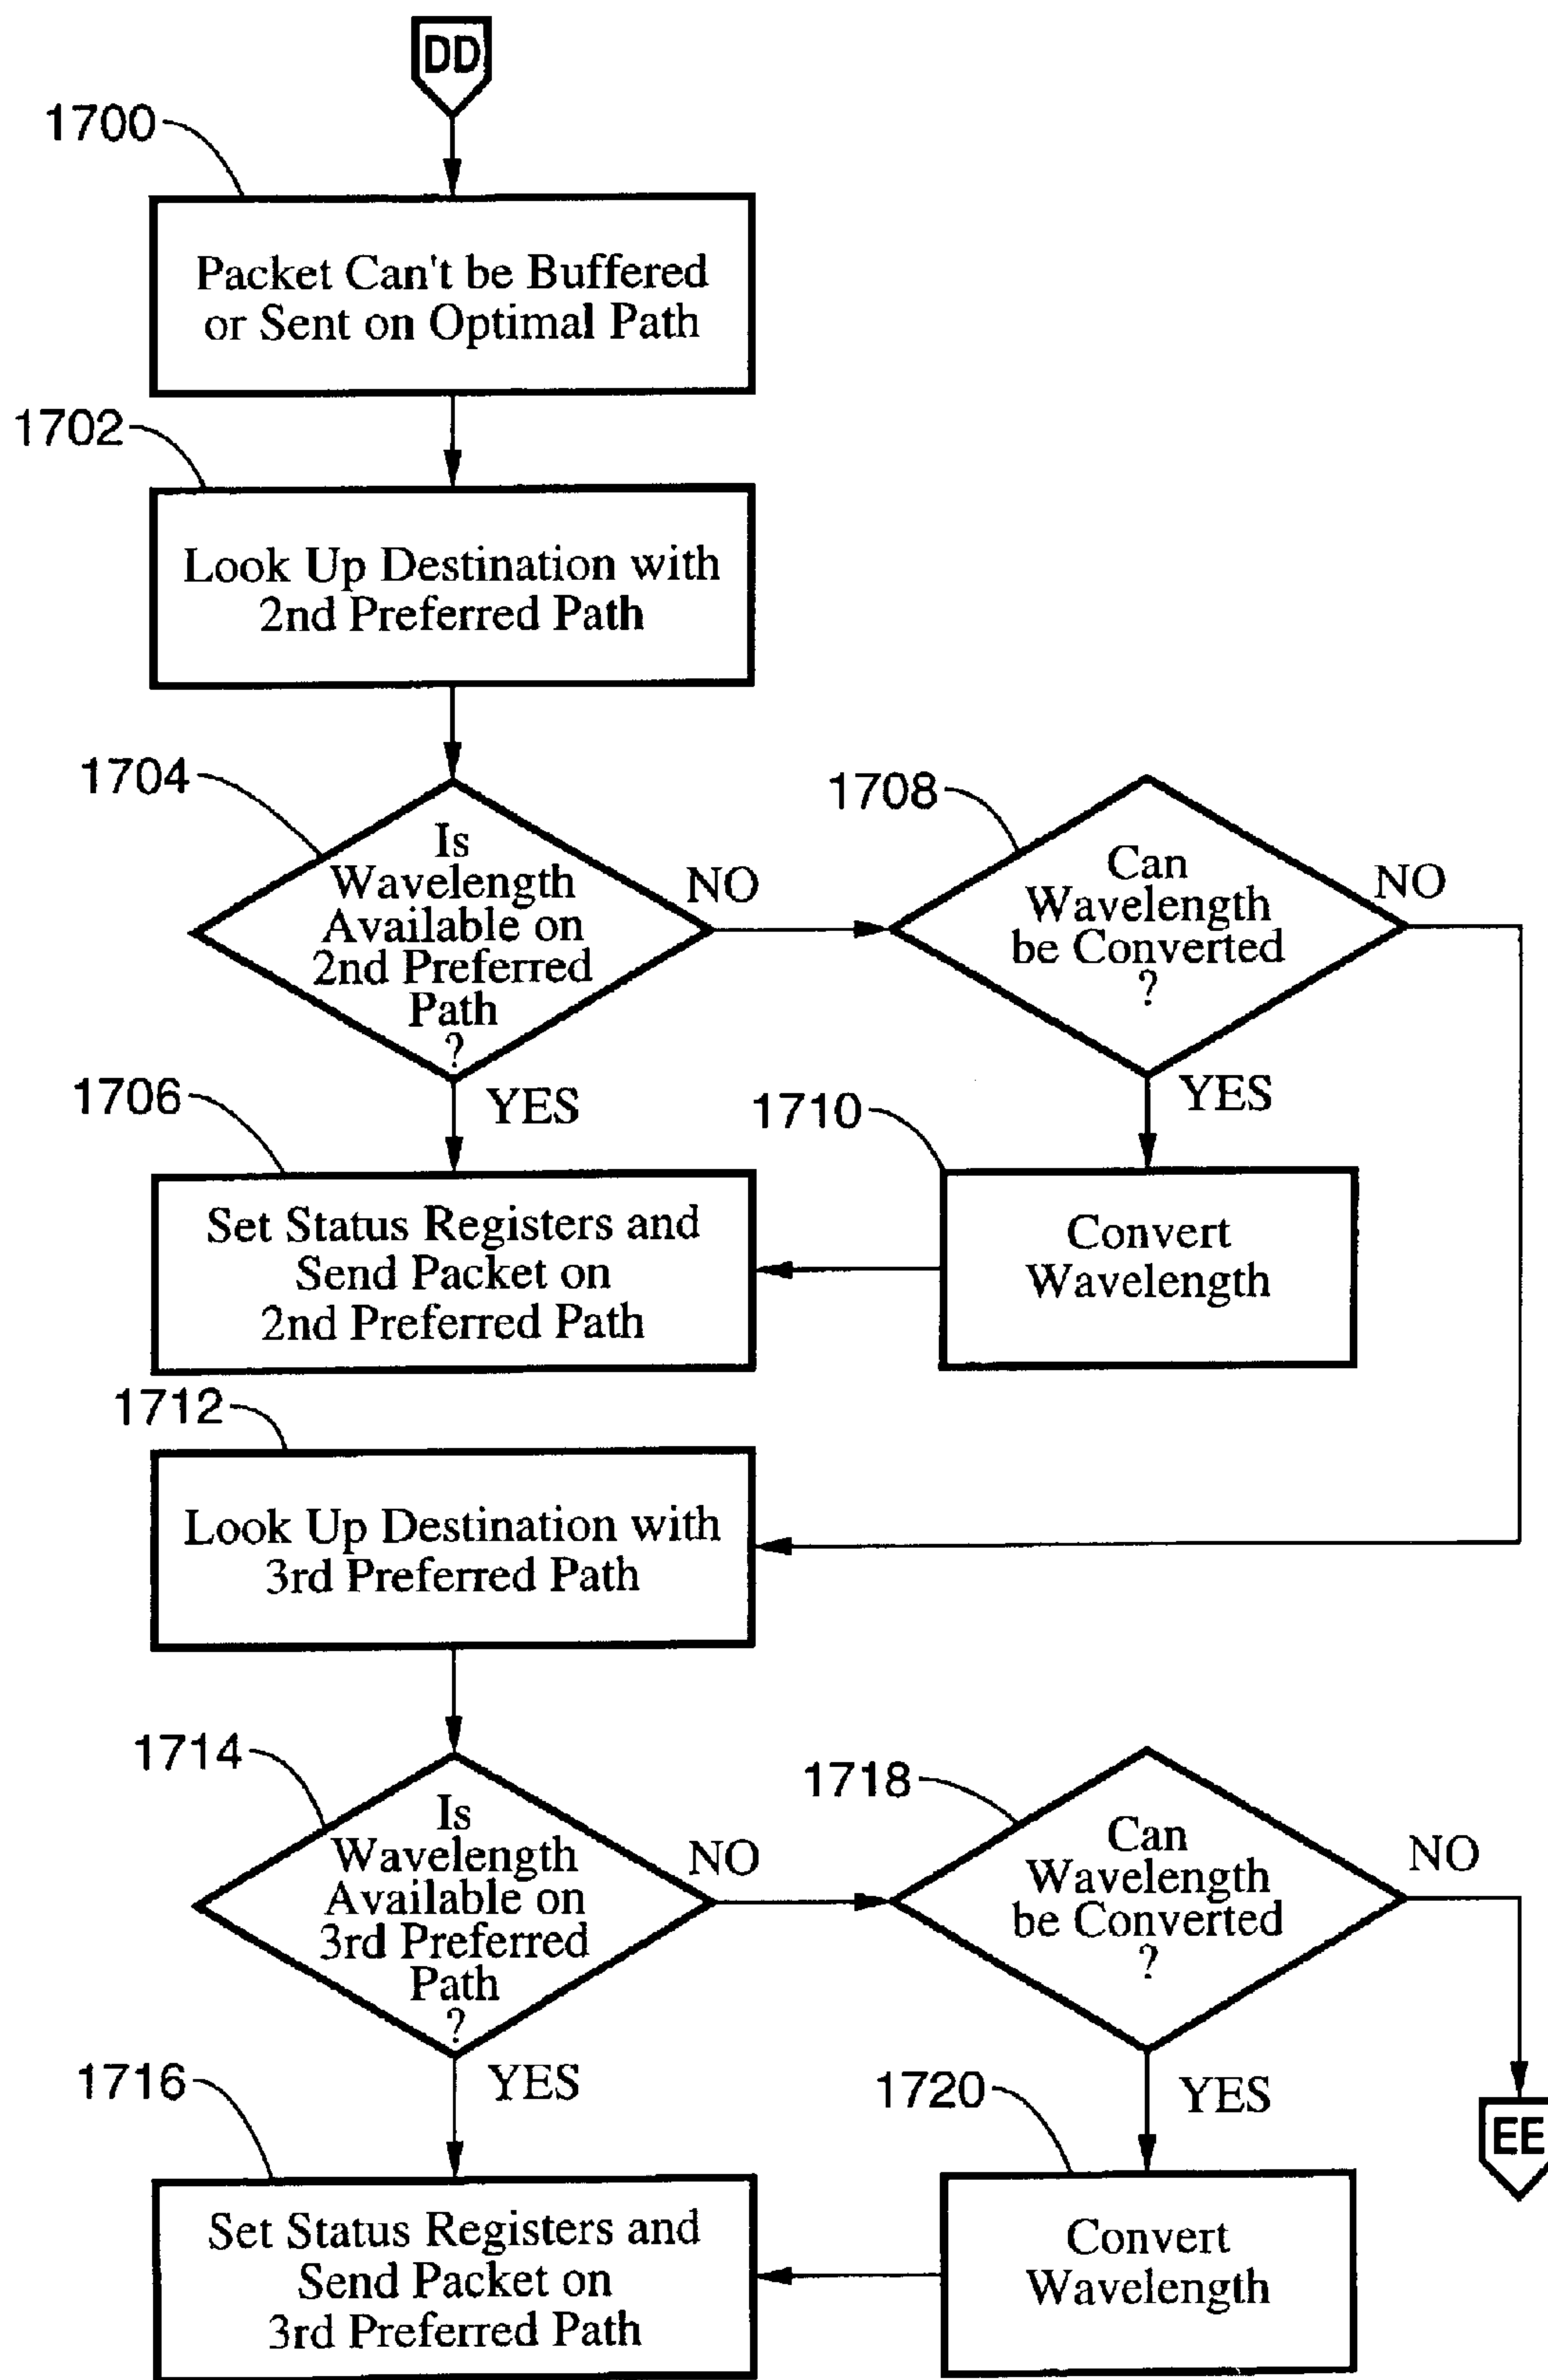 DD
1700
Packet Can't be Buffered
or Sent on Optimal Path
1702
Look Up Destination with
2nd Preferred Path
1704
Is
Wavelength
Available on
2nd Preferred
Path
?
NO
YES
1708
Can
Wavelength
be Converted
?
NO
YES
1706
Set Status Registers and
Send Packet on
2nd Preferred Path
1710
Convert
Wavelength
1712
Look Up Destination with
3rd Preferred Path
1714
Is
Wavelength
Available on
3rd Preferred
Path
?
NO
YES
1718
Can
Wavelength
be Converted
?
NO
YES
EE
1716
Set Status Registers and
Send Packet on
3rd Preferred Path
1720
Convert
Wavelength